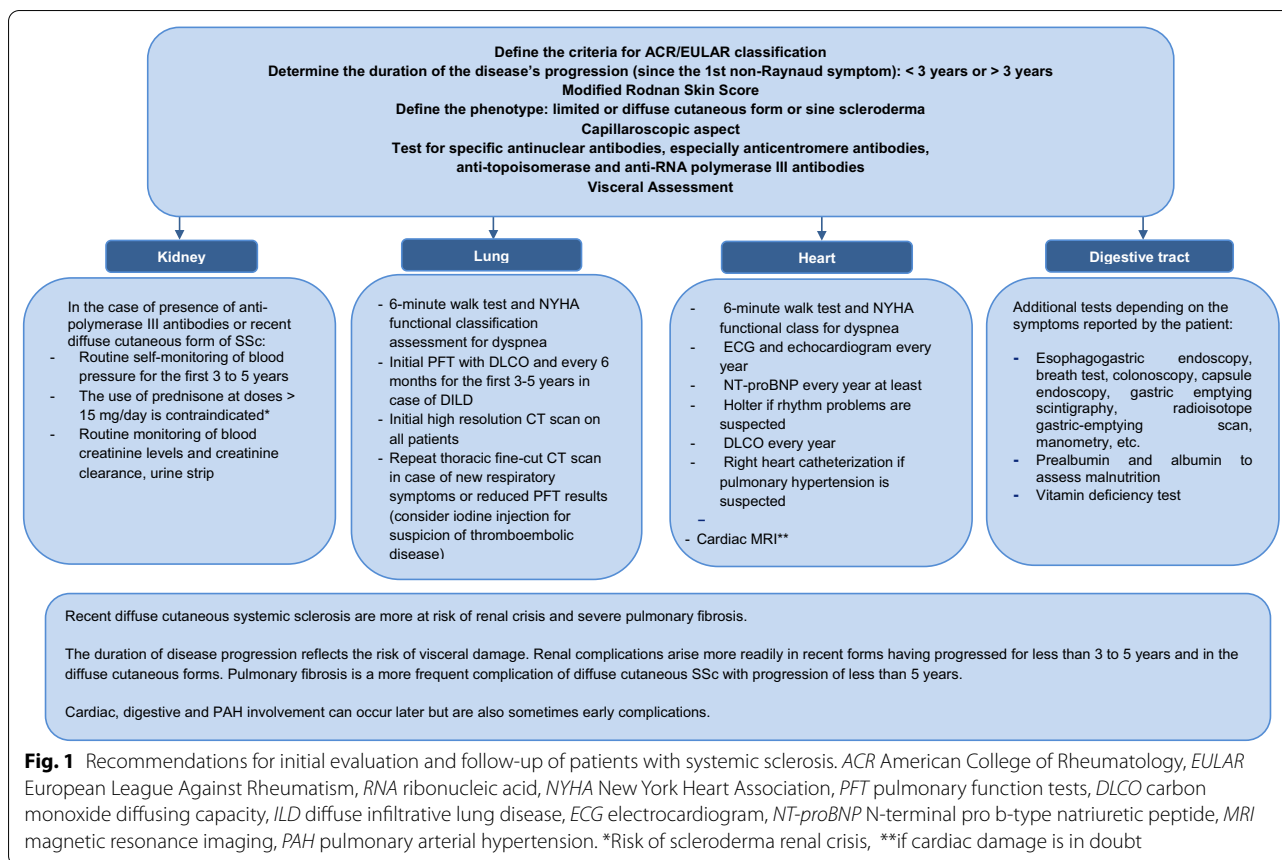 Define the criteria for ACR/EULAR classification
Determine the duration of the disease's progression (since the 1st non-Raynaud symptom): < 3 years or > 3 years
Modified Rodnan Skin Score
Define the phenotype: limited or diffuse cutaneous form or sine scleroderma
Capillaroscopic aspect
Test for specific antinuclear antibodies, especially anticentromere antibodies,
anti-topoisomerase and anti-RNA polymerase III antibodies
Visceral Assessment
Kidney
In the case of presence of anti-
polymerase III antibodies or recent
diffuse cutaneous form of SSc:
- Routine self-monitoring of blood
pressure for the first 3 to 5 years
- The use of prednisone at doses >
15 mg/day is contraindicated*
- Routine monitoring of blood
creatinine levels and creatinine
clearance, urine strip
Lung
- 6-minute walk test and NYHA
functional classification
assessment for dyspnea
- Initial PFT with DLCO and every 6
months for the first 3-5 years in
case of DILD
- Initial high resolution CT scan on
all patients
- Repeat thoracic fine-cut CT scan
in case of new respiratory
symptoms or reduced PFT results
(consider iodine injection for
suspicion of thromboembolic
disease)
Heart
- 6-minute walk test and NYHA
functional class for dyspnea
- ECG and echocardiogram every
year
- NT-proBNP every year at least
- Holter if rhythm problems are
suspected
- DLCO every year
- Right heart catheterization if
pulmonary hypertension is
suspected
–
- Cardiac MRI**
Digestive tract
Additional tests depending on the
symptoms reported by the patient:
- Esophagogastric endoscopy,
breath test, colonoscopy, capsule
endoscopy, gastric emptying
scintigraphy, radioisotope
gastric-emptying scan,
manometry, etc.
- Prealbumin and albumin to
assess malnutrition
- Vitamin deficiency test
Recent diffuse cutaneous systemic sclerosis are more at risk of renal crisis and severe pulmonary fibrosis.
The duration of disease progression reflects the risk of visceral damage. Renal complications arise more readily in recent forms having progressed for less than 3 to 5 years and in the
diffuse cutaneous forms. Pulmonary fibrosis is a more frequent complication of diffuse cutaneous SSc with progression of less than 5 years.
Cardiac, digestive and PAH involvement can occur later but are also sometimes early complications.
Fig. 1 Recommendations for initial evaluation and follow-up of patients with systemic sclerosis. ACR American College of Rheumatology, EULAR
European League Against Rheumatism, RNA ribonucleic acid, NYHA New York Heart Association, PFT pulmonary function tests, DLCO carbon
monoxide diffusing capacity, ILD diffuse infiltrative lung disease, ECG electrocardiogram, NT-proBNP N-terminal pro b-type natriuretic peptide, MRI
magnetic resonance imaging, PAH pulmonary arterial hypertension. *Risk of scleroderma renal crisis, **if cardiac damage is in doubt